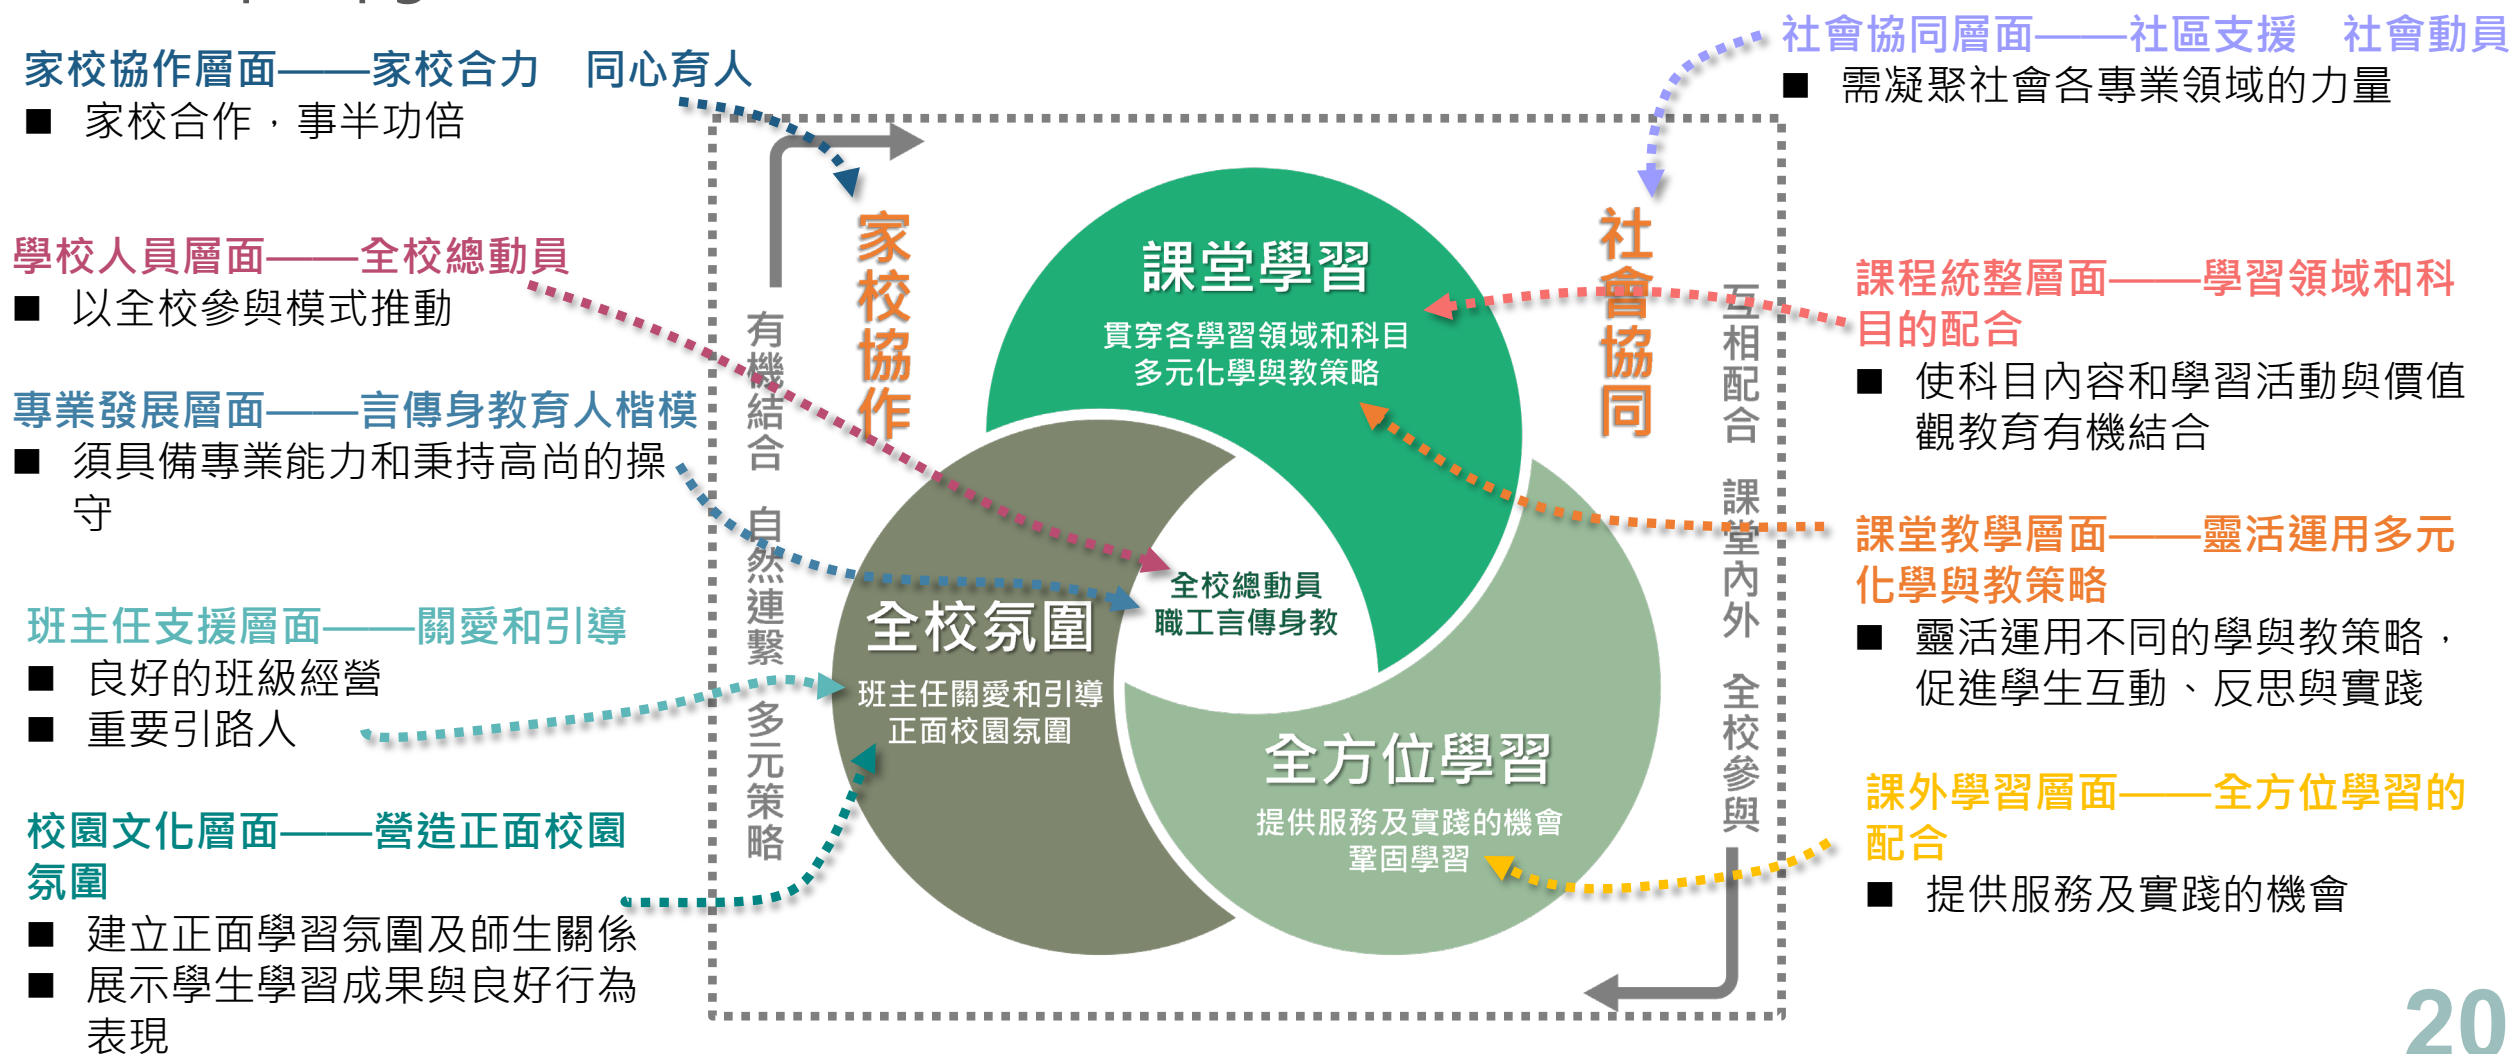 家校協作層面——家校合力　同心育人
■ 家校合作，事半功倍
學校人員層面——全校總動員
■ 以全校參與模式推動
專業發展層面——言傳身教育人楷模
■ 須具備專業能力和秉持高尚的操
守
班主任支援層面——關愛和引導
■ 良好的班級經營
■ 重要引路人
校園文化層面——營造正面校園
氛圍
■ 建立正面學習氛圍及師生關係
■ 展示學生學習成果與良好行為
表現
有機結合　自然連繫　多元策略
家校協作
課堂學習
貫穿各學習領域和科目
多元化學與教策略
全校總動員
職工言傳身教
全校氛圍
班主任關愛和引導
正面校園氛圍
全方位學習
提供服務及實踐的機會
鞏固學習
社會協同
互相配合　課堂內外　全校參與
社會協同層面——社區支援　社會動員
■ 需凝聚社會各專業領域的力量
課程統整層面——學習領域和科
目的配合
■ 使科目內容和學習活動與價值
觀教育有機結合
課堂教學層面——靈活運用多元
化學與教策略
■ 靈活運用不同的學與教策略，
促進學生互動、反思與實踐
課外學習層面——全方位學習的
配合
■ 提供服務及實踐的機會
20